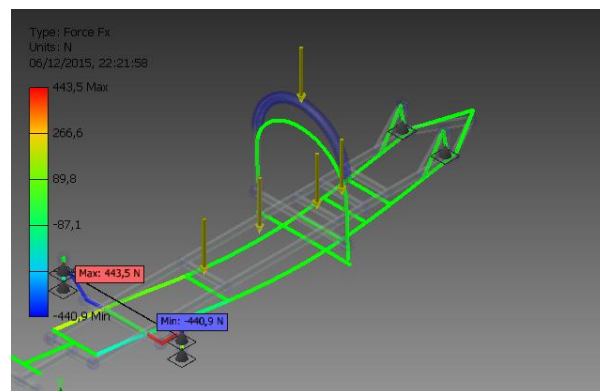 Type: Force Fx
Units: N
06/12/2015, 22:21:58
443,5 Max
266,6
89,8
-87,1
-440,9 Min
Max: 443,5 N
Min: -440,9 N